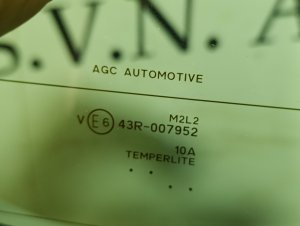 S.V.N. A
AGC AUTOMOTIVE
M2L2
V E6 43R-007952
10A
TEMPERLITE